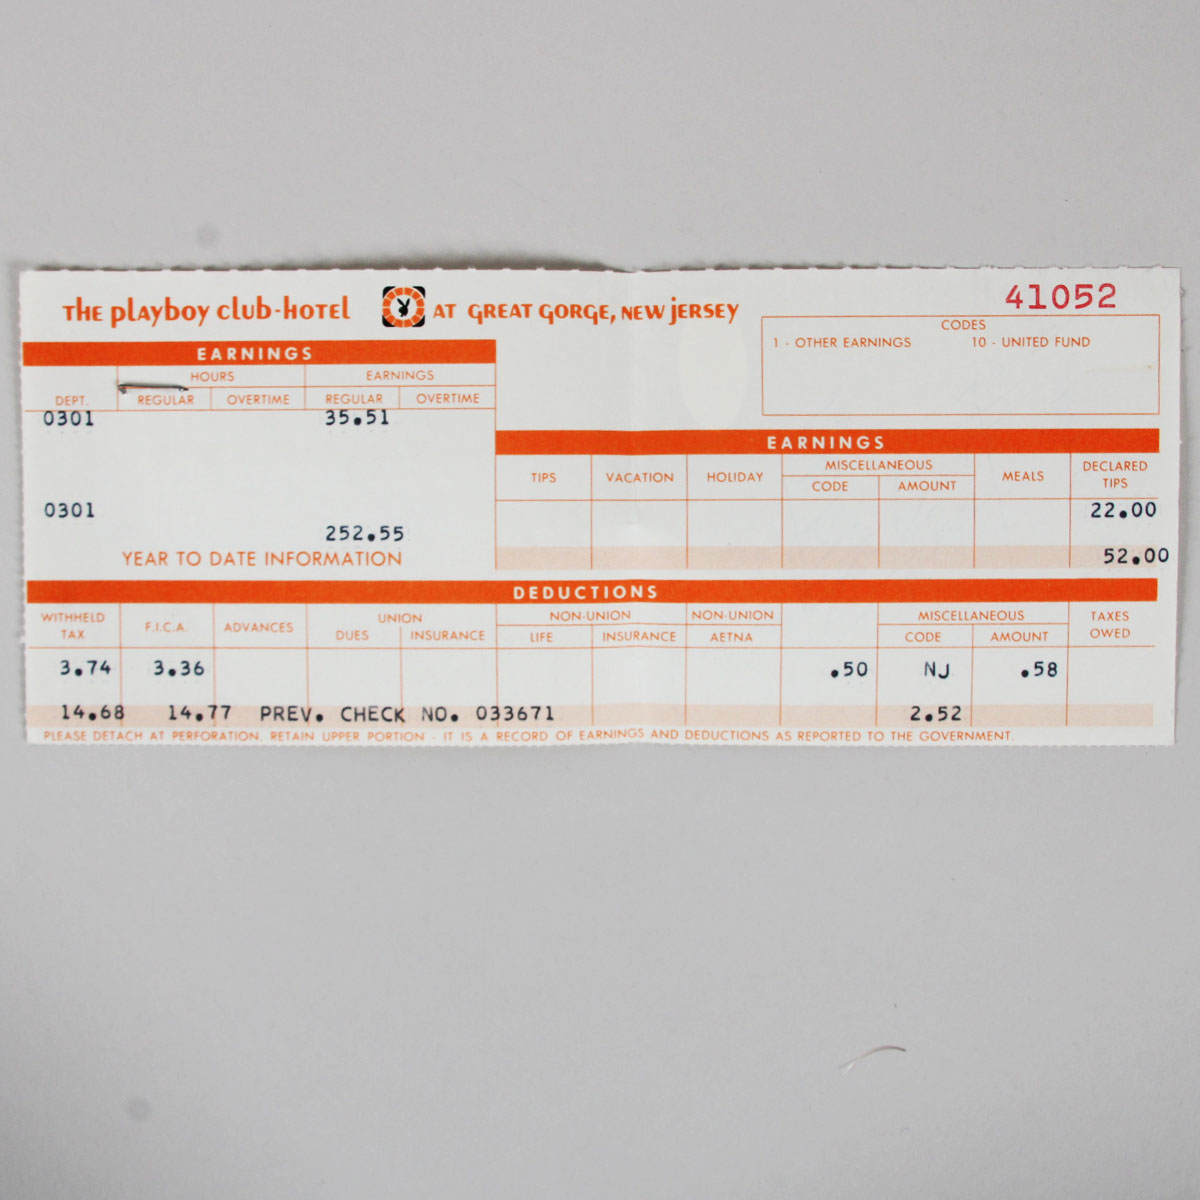 THE playboy club-HOTEL AT GREAT GORGE, NEW jERSEY
41052
CODES
1 - OTHER EARNINGS 10 - UNITED FUND
EARNINGS
HOURS EARNINGS
DEPT. REGULAR OVERTIME REGULAR OVERTIME
0301 35.51
0301
252.55
YEAR TO DATE INFORMATION
EARNINGS
TIPS VACATION HOLIDAY MISCELLANEOUS MEALS DECLARED TIPS
CODE AMOUNT
22.00
52.00
DEDUCTIONS
WITHHELD TAX F.I.C.A. ADVANCES UNION NON-UNION NON-UNION MISCELLANEOUS TAXES OWED
DUES INSURANCE LIFE INSURANCE AETNA CODE AMOUNT
3.74 3.36 .50 NJ .58
14.68 14.77 PREV. CHECK NO. 033671 2.52
PLEASE DETACH AT PERFORATION. RETAIN UPPER PORTION - IT IS A RECORD OF EARNINGS AND DEDUCTIONS AS REPORTED TO THE GOVERNMENT.